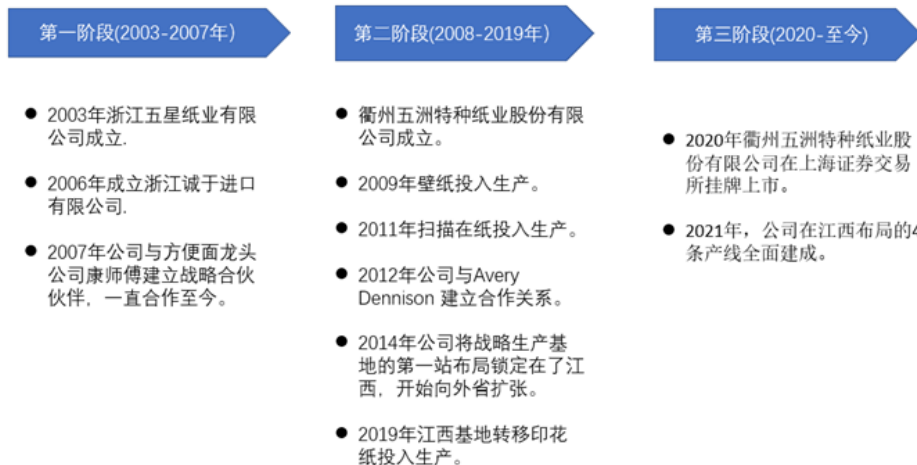 第一阶段(2003-2007年)
2003年浙江五星纸业有限
公司成立.
2006年成立浙江诚于进口
有限公司.
2007年公司与方便面龙头
公司康师傅建立战略合伙
伙伴，一直合作至今。
第二阶段(2008-2019年)
衢州五洲特种纸业股份有限
公司成立。
2009年壁纸投入生产。
2011年扫描在纸投入生产。
2012年公司与Avery
Dennison 建立合作关系。
2014年公司将战略生产基
地的第一站布局锁定在了江
西，开始向外省扩张。
2019年江西基地转移印花
纸投入生产。
第三阶段(2020-至今)
2020年衢州五洲特种纸业股
份有限公司在上海证券交易
所挂牌上市。
2021年，公司在江西布局的4
条产线全面建成。